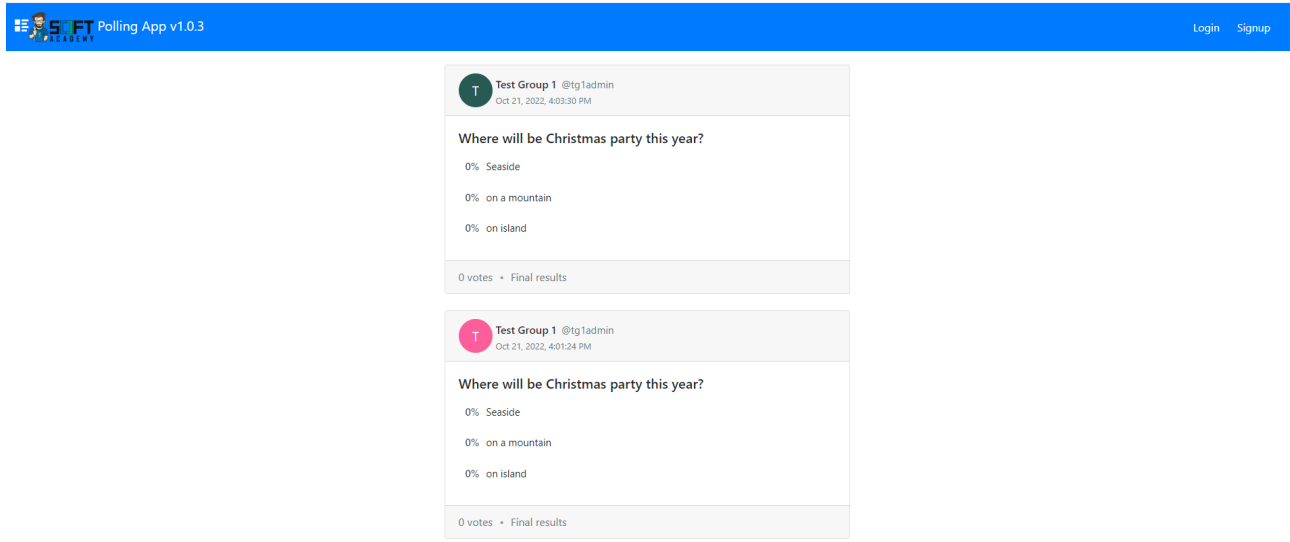 SOFT
ACADEMY
Polling App v1.0.3
Login Signup
T
Test Group 1 @tg1admin
Oct 21, 2022, 4:03:30 PM
Where will be Christmas party this year?
0% Seaside
0% on a mountain
0% on island
0 votes • Final results
T
Test Group 1 @tg1admin
Oct 21, 2022, 4:01:24 PM
Where will be Christmas party this year?
0% Seaside
0% on a mountain
0% on island
0 votes • Final results